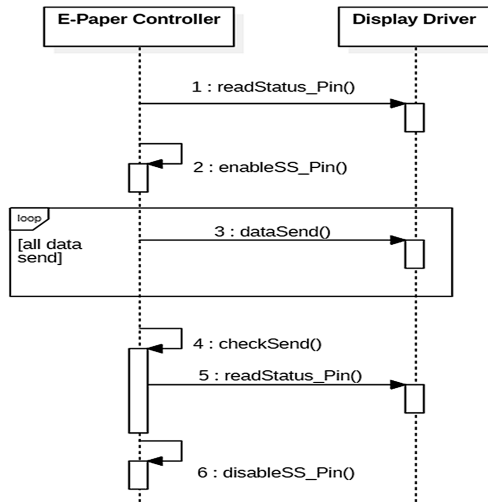 E-Paper Controller
Display Driver
1 : readStatus_Pin()
2 : enableSS_Pin()
loop
[all data
send]
3 : dataSend()
4 : checkSend()
5 : readStatus_Pin()
6 : disableSS_Pin()